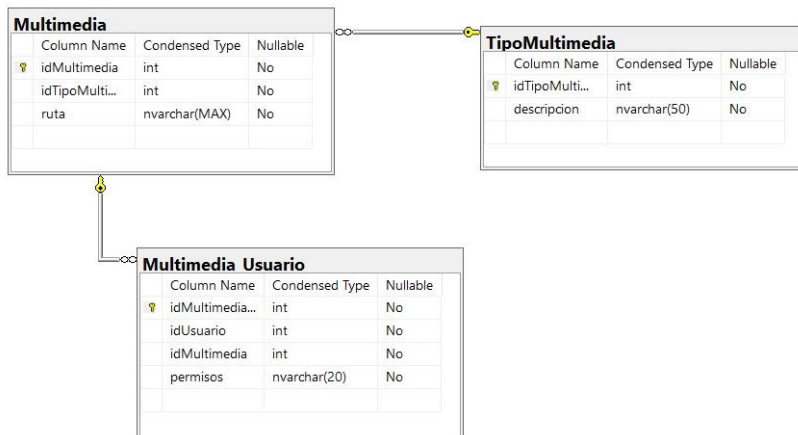 Multimedia
Column Name Condensed Type Nullable
idMultimedia int No
idTipoMulti... int No
ruta nvarchar(MAX) No
TipoMultimedia
Column Name Condensed Type Nullable
idTipoMulti... int No
descripcion nvarchar(50) No
Multimedia_Usuario
Column Name Condensed Type Nullable
idMultimedia... int No
idUsuario int No
idMultimedia int No
permisos nvarchar(20) No